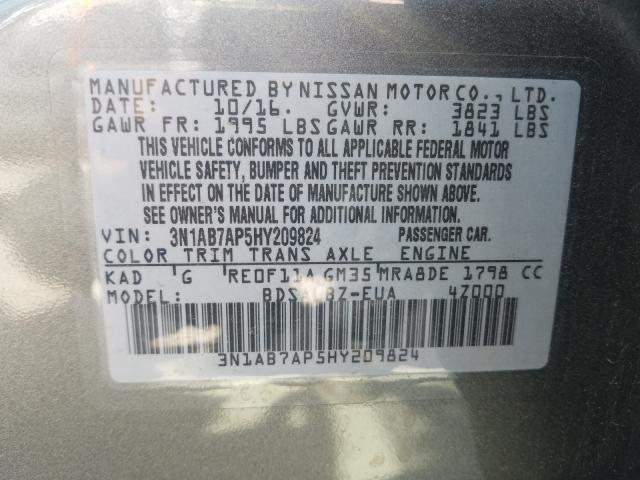 MANUFACTURED BY NISSAN MOTOR CO., LTD.
DATE: 10/16. GVWR: 3823 LBS
GAWR FR: 1995 LBS GAWR RR: 1841 LBS
THIS VEHICLE CONFORMS TO ALL APPLICABLE FEDERAL MOTOR
VEHICLE SAFETY, BUMPER AND THEFT PREVENTION STANDARDS
IN EFFECT ON THE DATE OF MANUFACTURE SHOWN ABOVE.
SEE OWNER'S MANUAL FOR ADDITIONAL INFORMATION.
VIN: 3N1AB7AP5HY209824 PASSENGER CAR.
COLOR TRIM TRANS AXLE ENGINE
KAD G RE0F11A GM35 MRA8DE 1798 CC
MODEL: 4Z000
3N1AB7AP5HY209824